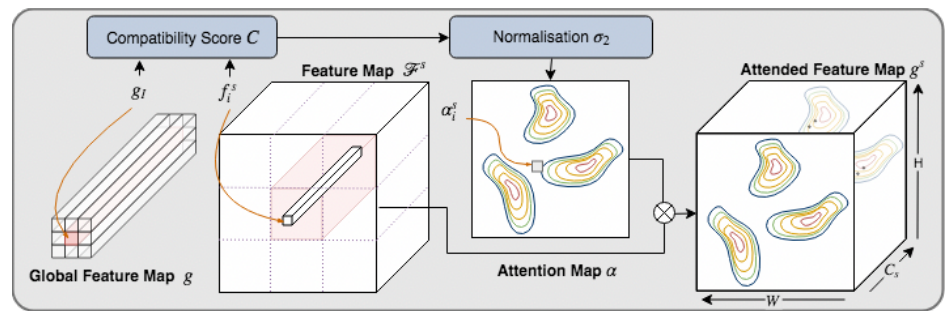 Compatibility Score C
Normalisation σ₂
g_I
f_i^s
Feature Map ℱ^s
α_i^s
Attended Feature Map g^s
Global Feature Map g
Attention Map α
H
C_s
W